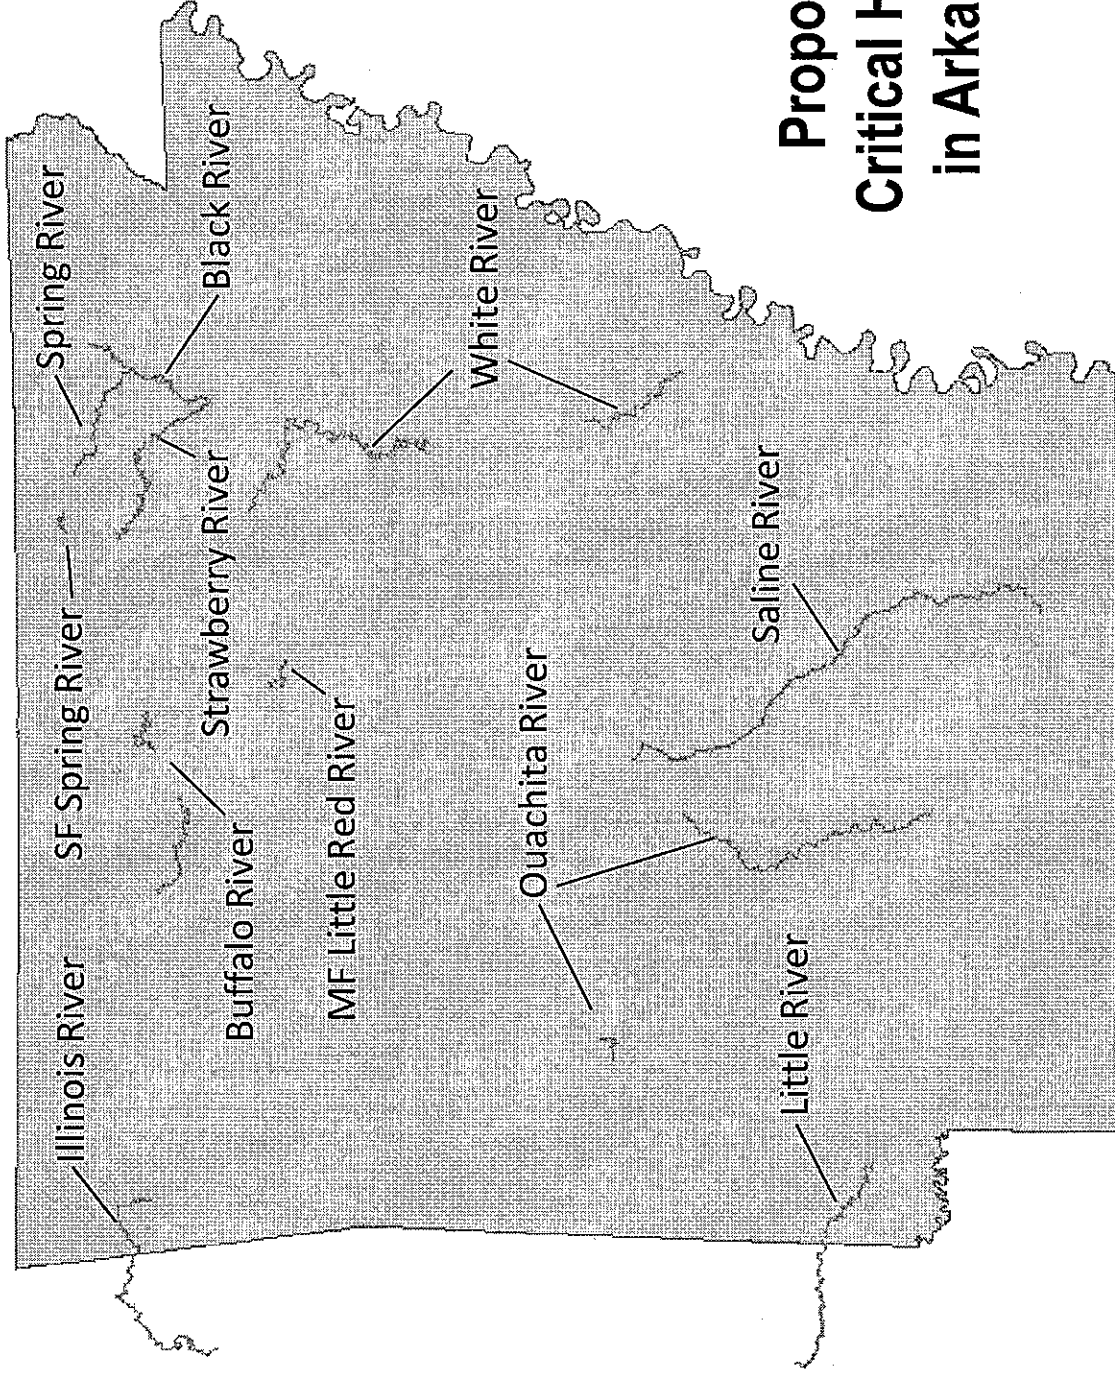 Illinois River
SF Spring River
Spring River
Buffalo River
Strawberry River
Black River
MF Little Red River
White River
Ouachita River
Little River
Saline River
Propo
Critical H
in Arka